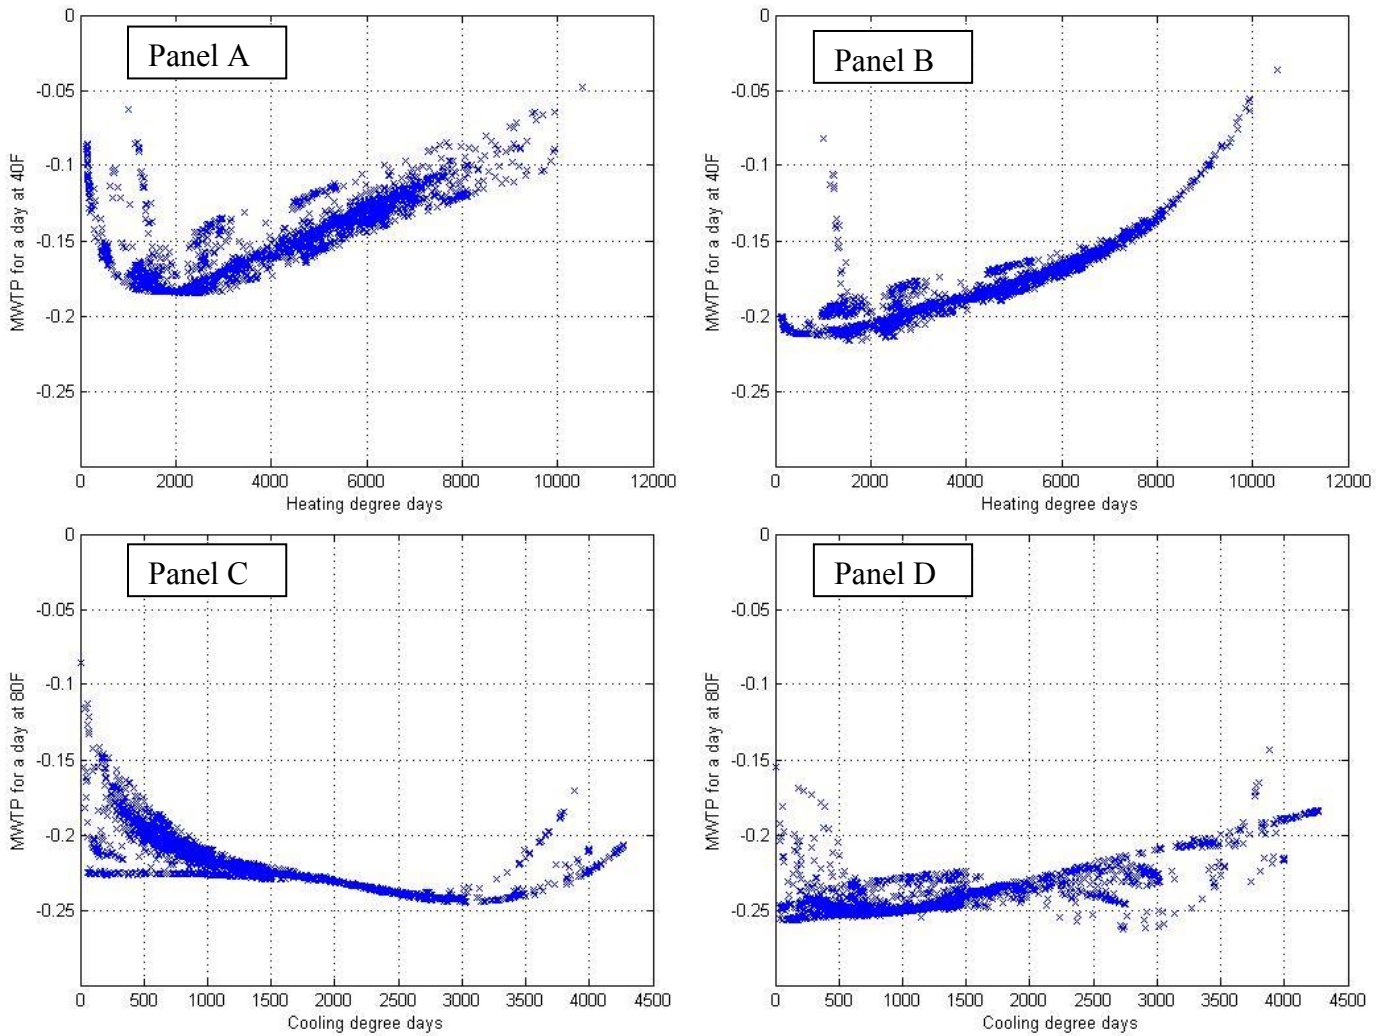 Panel A
0
-0.05
-0.1
-0.15
-0.2
-0.25
MWTP for a day at 40F
0 2000 4000 6000 8000 10000 12000
Heating degree days
Panel B
0
-0.05
-0.1
-0.15
-0.2
-0.25
MWTP for a day at 40F
0 2000 4000 6000 8000 10000 12000
Heating degree days
Panel C
0
-0.05
-0.1
-0.15
-0.2
-0.25
MWTP for a day at 80F
0 500 1000 1500 2000 2500 3000 3500 4000 4500
Cooling degree days
Panel D
0
-0.05
-0.1
-0.15
-0.2
-0.25
MWTP for a day at 80F
0 500 1000 1500 2000 2500 3000 3500 4000 4500
Cooling degree days